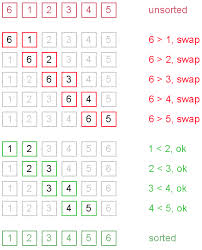 6 1 2 3 4 5 unsorted
6 1 2 3 4 5 6 > 1, swap
1 6 2 3 4 5 6 > 2, swap
1 2 6 3 4 5 6 > 3, swap
1 2 3 6 4 5 6 > 4, swap
1 2 3 4 6 5 6 > 5, swap
1 2 3 4 5 6 1 < 2, ok
1 2 3 4 5 6 2 < 3, ok
1 2 3 4 5 6 3 < 4, ok
1 2 3 4 5 6 4 < 5, ok
1 2 3 4 5 6 sorted